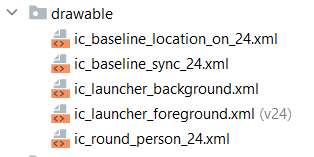 drawable
ic_baseline_location_on_24.xml
ic_baseline_sync_24.xml
ic_launcher_background.xml
ic_launcher_foreground.xml (v24)
ic_round_person_24.xml